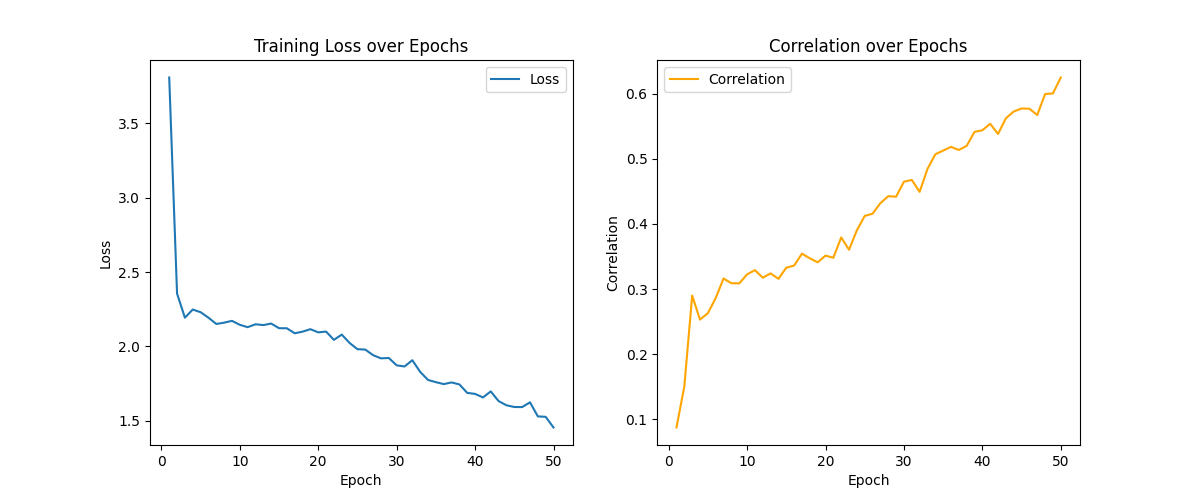 Training Loss over Epochs
Loss
3.5
3.0
2.5
2.0
1.5
Loss
0 10 20 30 40 50
Epoch
Correlation over Epochs
Correlation
0.6
0.5
0.4
0.3
0.2
0.1
Correlation
0 10 20 30 40 50
Epoch